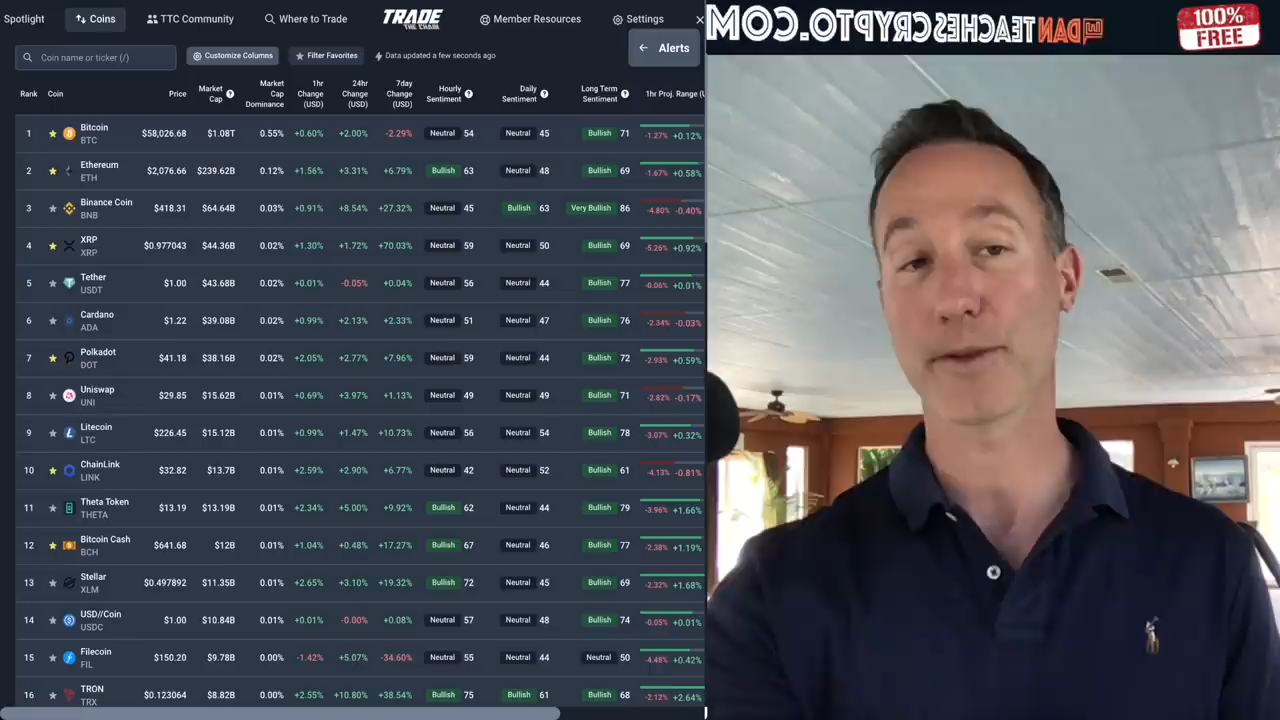 Spotlight Coins TTC Community Where to Trade TRADE THE CHAIN Member Resources Settings
Coin name or ticker (/) Customize Columns Filter Favorites Data updated a few seconds ago Alerts
Rank Coin Price Market Cap Market Cap Dominance 1hr Change (USD) 24hr Change (USD) 7day Change (USD) Hourly Sentiment Daily Sentiment Long Term Sentiment 1hr Proj. Range (U
1 Bitcoin BTC $58,026.68 $1.08T 0.55% +0.60% +2.00% -2.29% Neutral 54 Neutral 45 Bullish 71 -1.27% +0.12%
2 Ethereum ETH $2,076.66 $239.62B 0.12% +1.56% +3.31% +6.79% Bullish 63 Neutral 48 Bullish 69 -1.67% +0.58%
3 Binance Coin BNB $418.31 $64.64B 0.03% +0.91% +8.54% +27.32% Neutral 45 Bullish 63 Very Bullish 86 -4.80% -0.40%
4 XRP XRP $0.977043 $44.36B 0.02% +1.30% +1.72% +70.03% Neutral 59 Neutral 50 Bullish 69 -5.26% +0.92%
5 Tether USDT $1.00 $43.68B 0.02% +0.01% -0.05% +0.04% Neutral 56 Neutral 44 Bullish 77 -0.06% +0.01%
6 Cardano ADA $1.22 $39.08B 0.02% +0.99% +2.13% +2.33% Neutral 51 Neutral 47 Bullish 76 -2.34% -0.03%
7 Polkadot DOT $41.18 $38.16B 0.02% +2.05% +2.77% +7.96% Neutral 59 Neutral 44 Bullish 72 -2.93% +0.59%
8 Uniswap UNI $29.85 $15.62B 0.01% +0.69% +3.97% +1.13% Neutral 49 Neutral 49 Bullish 71 -2.82% -0.17%
9 Litecoin LTC $226.45 $15.12B 0.01% +0.99% +1.47% +10.73% Neutral 56 Neutral 54 Bullish 78 -3.07% +0.32%
10 ChainLink LINK $32.82 $13.7B 0.01% +2.59% +2.90% +6.77% Neutral 42 Neutral 52 Bullish 61 -4.13% -0.81%
11 Theta Token THETA $13.19 $13.19B 0.01% +2.34% +5.00% +9.92% Bullish 62 Neutral 44 Bullish 79 -3.96% +1.66%
12 Bitcoin Cash BCH $641.68 $12B 0.01% +1.04% +0.48% +17.27% Bullish 67 Neutral 46 Bullish 77 -2.38% +1.19%
13 Stellar XLM $0.497892 $11.35B 0.01% +2.65% +3.10% +19.32% Bullish 72 Neutral 45 Bullish 69 -2.32% +1.68%
14 USD//Coin USDC $1.00 $10.84B 0.01% +0.01% -0.00% +0.08% Neutral 57 Neutral 48 Bullish 74 -0.05% +0.01%
15 Filecoin FIL $150.20 $9.78B 0.00% -1.42% +5.07% -34.60% Neutral 55 Neutral 44 Neutral 50 -4.48% +0.42%
16 TRON TRX $0.123064 $8.82B 0.00% +2.55% +10.80% +38.54% Bullish 75 Bullish 61 Bullish 68 -2.12% +2.64%
DANTEACHESCRYPTO.COM
100% FREE